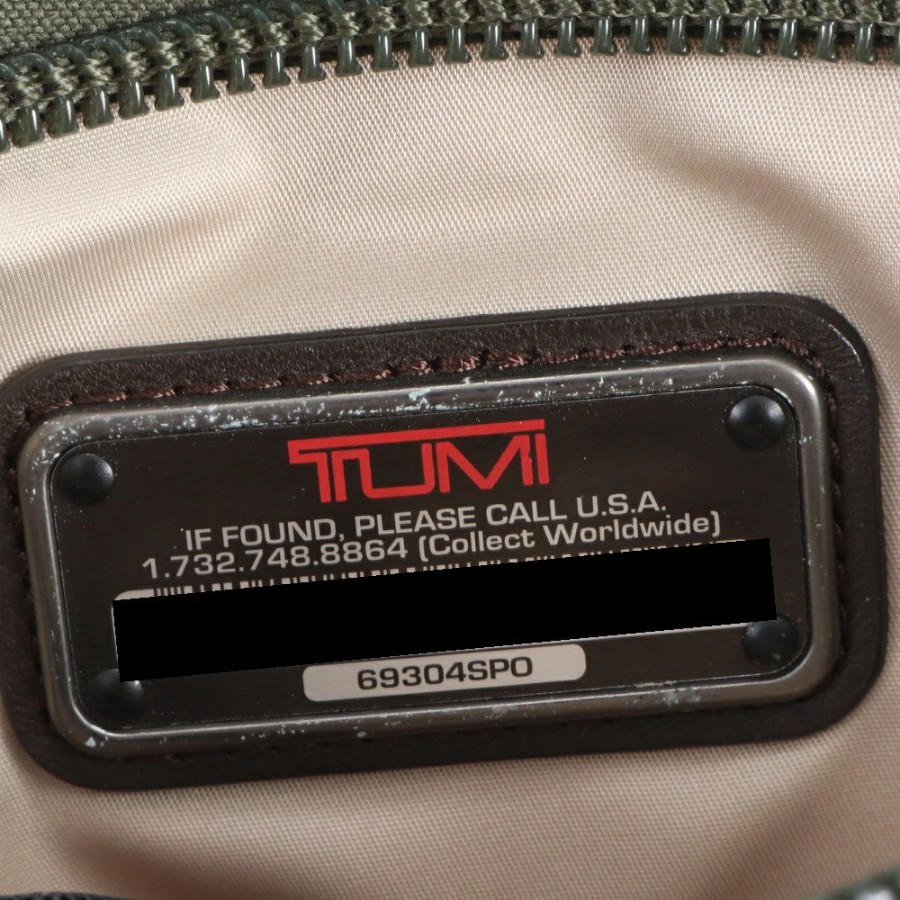 TUMI
IF FOUND, PLEASE CALL U.S.A.
1.732.748.8864 (Collect Worldwide)
69304SPO